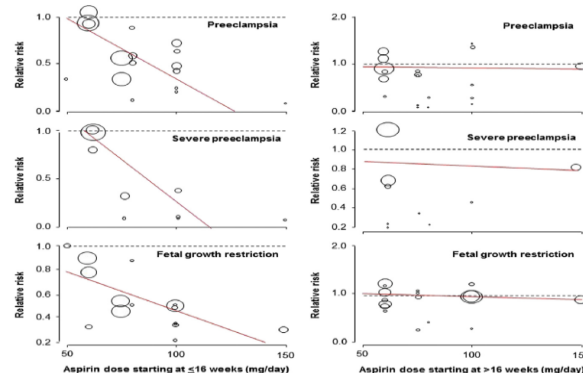 Preeclampsia
Relative risk
1.0
0.5
0.0
Severe preeclampsia
Relative risk
1.0
0.5
Fetal growth restriction
Relative risk
1.0
0.8
0.6
0.4
0.2
50
100
150
Aspirin dose starting at ≤16 weeks (mg/day)
Preeclampsia
Relative risk
2.0
1.0
0.0
Severe preeclampsia
Relative risk
1.2
1.0
0.8
0.6
0.4
0.2
Fetal growth restriction
Relative risk
2.0
1.0
0.0
50
100
150
Aspirin dose starting at >16 weeks (mg/day)